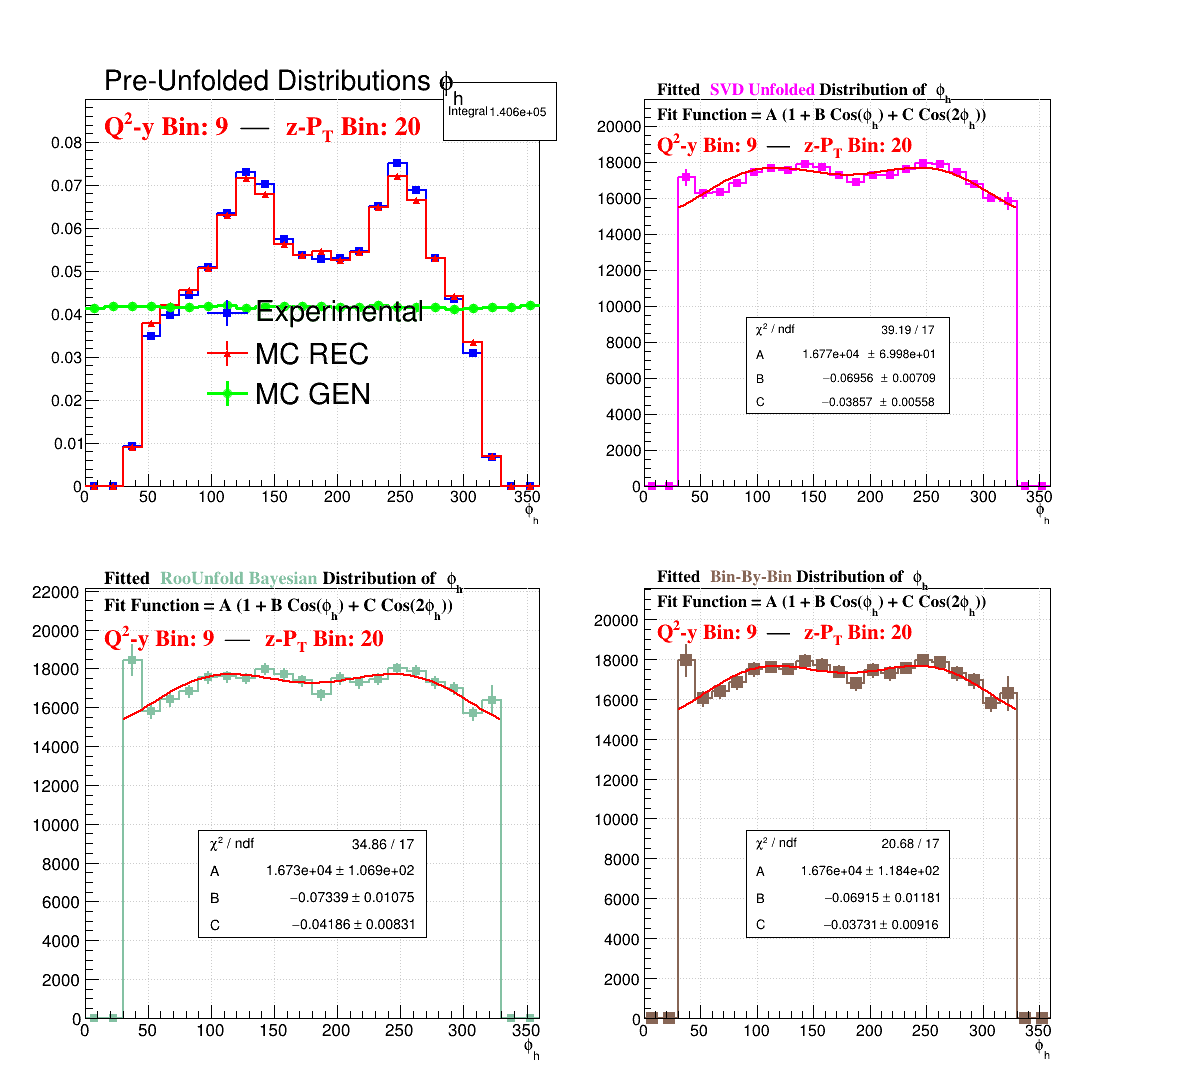 Pre-Unfolded Distributions ϕh
Integral 1.406e+05
Q2-y Bin: 9 — z-PT Bin: 20
0.08
0.07
0.06
0.05
0.04
0.03
0.02
0.01
0
Experimental
MC REC
MC GEN
0 50 100 150 200 250 300 350
ϕh
Fitted SVD Unfolded Distribution of ϕh
Fit Function = A (1 + B Cos(ϕh) + C Cos(2ϕh))
Q2-y Bin: 9 — z-PT Bin: 20
20000
18000
16000
14000
12000
10000
8000
6000
4000
2000
0
χ2 / ndf 39.19 / 17
A 1.677e+04 ± 6.998e+01
B −0.06956 ± 0.00709
C −0.03857 ± 0.00558
0 50 100 150 200 250 300 350
ϕh
Fitted RooUnfold Bayesian Distribution of ϕh
Fit Function = A (1 + B Cos(ϕh) + C Cos(2ϕh))
Q2-y Bin: 9 — z-PT Bin: 20
22000
20000
18000
16000
14000
12000
10000
8000
6000
4000
2000
0
χ2 / ndf 34.86 / 17
A 1.673e+04 ± 1.069e+02
B −0.07339 ± 0.01075
C −0.04186 ± 0.00831
0 50 100 150 200 250 300 350
ϕh
Fitted Bin-By-Bin Distribution of ϕh
Fit Function = A (1 + B Cos(ϕh) + C Cos(2ϕh))
Q2-y Bin: 9 — z-PT Bin: 20
20000
18000
16000
14000
12000
10000
8000
6000
4000
2000
0
χ2 / ndf 20.68 / 17
A 1.676e+04 ± 1.184e+02
B −0.06915 ± 0.01181
C −0.03731 ± 0.00916
0 50 100 150 200 250 300 350
ϕh